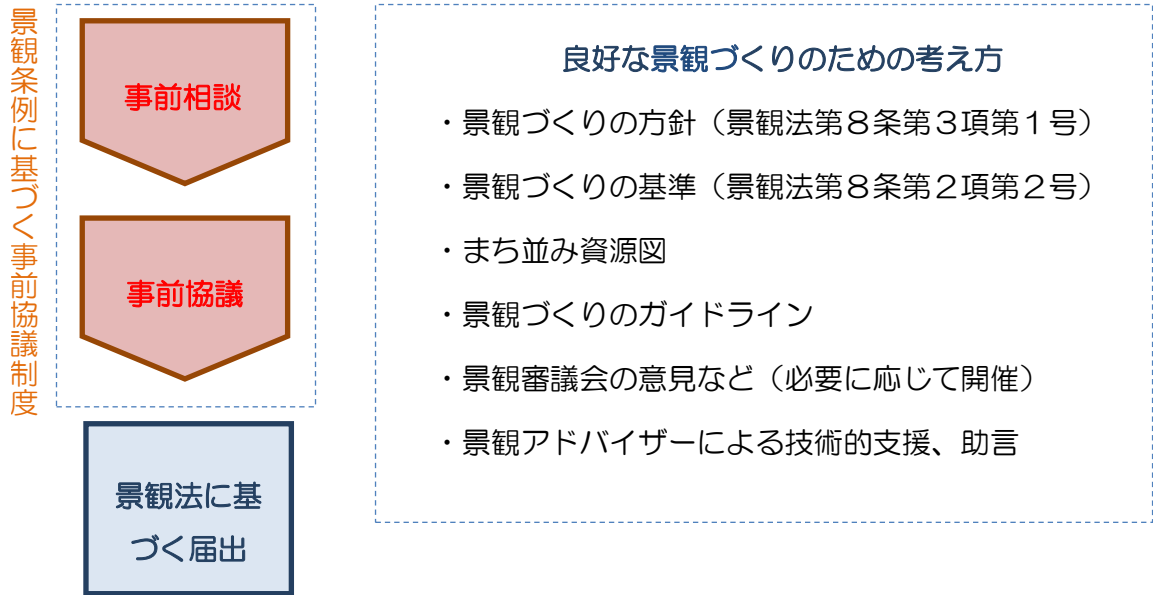 景観条例に基づく事前協議制度
事前相談
事前協議
景観法に基
づく届出
良好な景観づくりのための考え方
・景観づくりの方針（景観法第８条第３項第１号）
・景観づくりの基準（景観法第８条第２項第２号）
・まち並み資源図
・景観づくりのガイドライン
・景観審議会の意見など（必要に応じて開催）
・景観アドバイザーによる技術的支援、助言